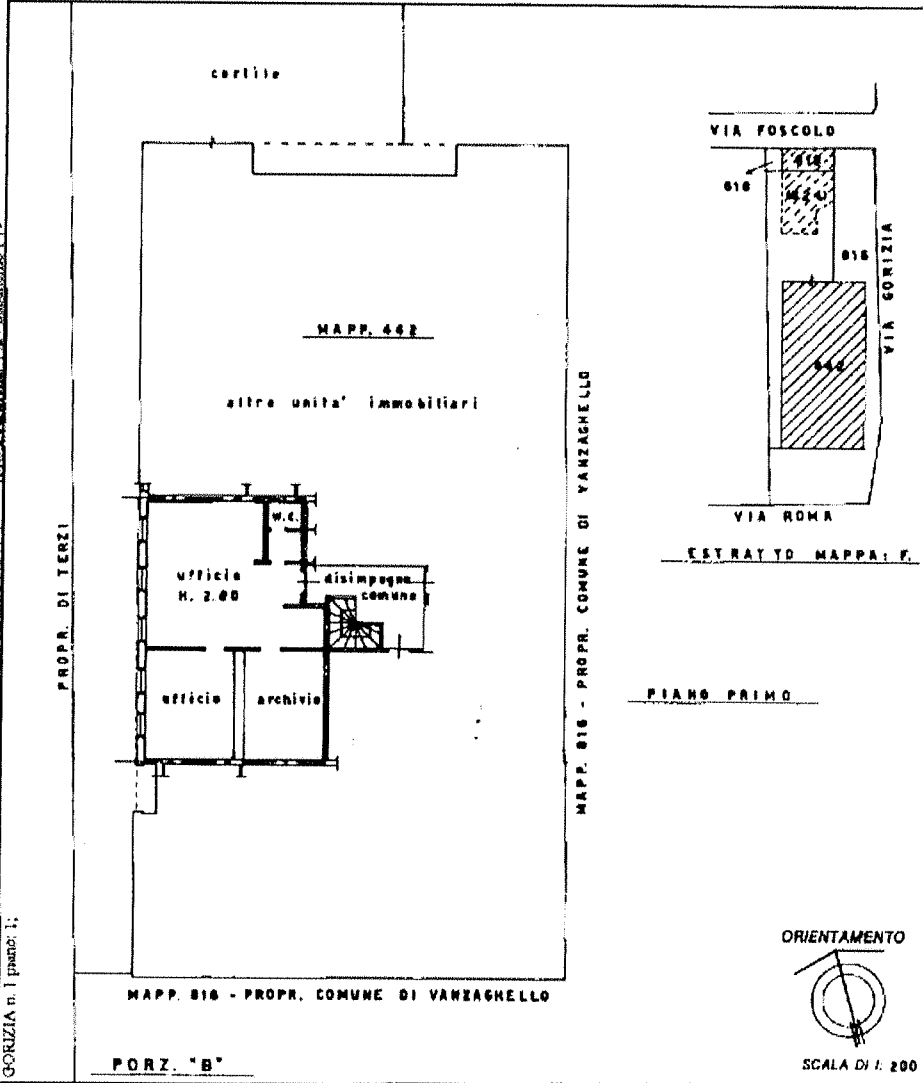 cortile
VIA FOSCOLO
616
VIA GORIZIA
816
MAPP. 442
altre unita' immobiliari
VIA ROMA
ESTRATTO MAPPA: F.
PROPR. DI TERZI
MAPP. 816 - PROPR. COMUNE DI VANZAGHELLO
W.C.
ufficio
H. 2.80
disimpegno
comune
ufficio
archivio
PIANO PRIMO
GORIZIA n. 1 piano: 1;
ORIENTAMENTO
MAPP. 816 - PROPR. COMUNE DI VANZAGHELLO
PORZ. "B"
SCALA DI 1: 200